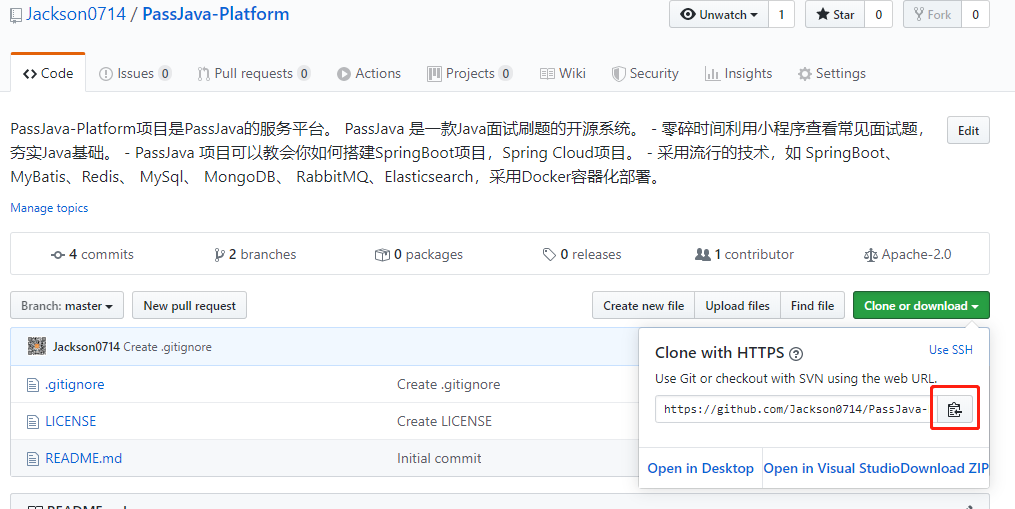 Jackson0714 / PassJava-Platform
Unwatch 1 Star 0 Fork 0
Code Issues 0 Pull requests 0 Actions Projects 0 Wiki Security Insights Settings
PassJava-Platform项目是PassJava的服务平台。 PassJava 是一款Java面试刷题的开源系统。 - 零碎时间利用小程序查看常见面试题，
夯实Java基础。 - PassJava 项目可以教会你如何搭建SpringBoot项目，Spring Cloud项目。 - 采用流行的技术，如 SpringBoot、
MyBatis、Redis、 MySql、 MongoDB、 RabbitMQ、Elasticsearch，采用Docker容器化部署。
Edit
Manage topics
4 commits 2 branches 0 packages 0 releases 1 contributor Apache-2.0
Branch: master New pull request Create new file Upload files Find file Clone or download
Jackson0714 Create .gitignore
.gitignore Create .gitignore
LICENSE Create LICENSE
README.md Initial commit
Clone with HTTPS ? Use SSH
Use Git or checkout with SVN using the web URL.
https://github.com/Jackson0714/PassJava-
Open in Desktop Open in Visual Studio Download ZIP